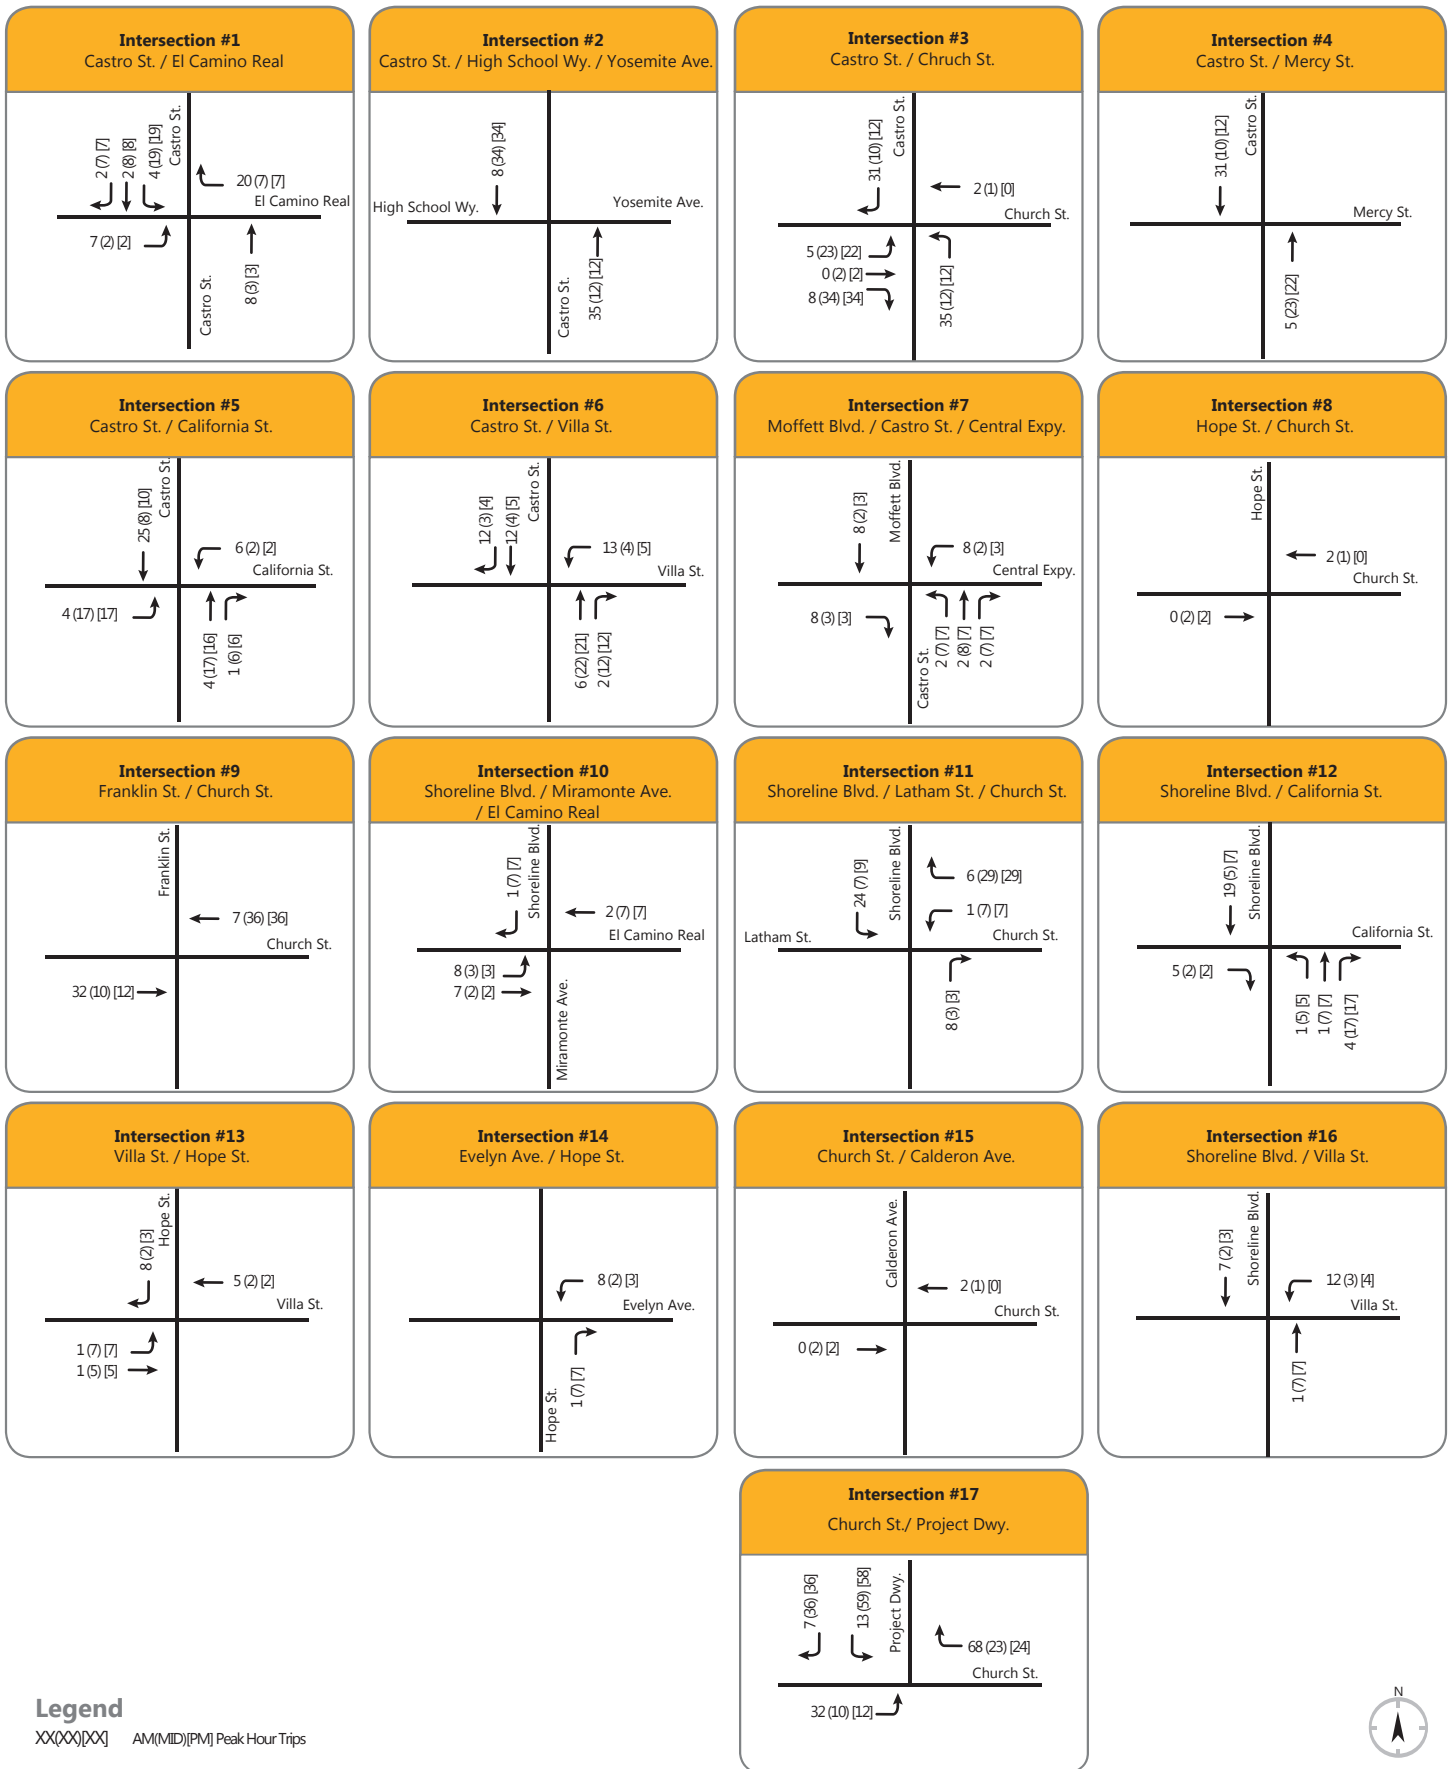 Intersection #1
Castro St. / El Camino Real
Castro St.
2 (7) [7]
2 (8) [8]
4 (19) [19]
20 (7) [7]
El Camino Real
7 (2) [2]
8 (3) [3]
Castro St.
Intersection #2
Castro St. / High School Wy. / Yosemite Ave.
8 (34) [34]
High School Wy.
Yosemite Ave.
Castro St.
35 (12) [12]
Intersection #3
Castro St. / Chruch St.
Castro St.
31 (10) [12]
2 (1) [0]
Church St.
5 (23) [22]
0 (2) [2]
8 (34) [34]
35 (12) [12]
Intersection #4
Castro St. / Mercy St.
Castro St.
31 (10) [12]
Mercy St.
5 (23) [22]
Intersection #5
Castro St. / California St.
Castro St.
25 (8) [10]
6 (2) [2]
California St.
4 (17) [17]
4 (17) [16]
1 (6) [6]
Intersection #6
Castro St. / Villa St.
Castro St.
12 (3) [4]
12 (4) [5]
13 (4) [5]
Villa St.
6 (22) [21]
2 (12) [12]
Intersection #7
Moffett Blvd. / Castro St. / Central Expy.
Moffett Blvd.
8 (2) [3]
8 (2) [3]
Central Expy.
8 (3) [3]
Castro St.
2 (7) [7]
2 (8) [7]
2 (7) [7]
Intersection #8
Hope St. / Church St.
Hope St.
2 (1) [0]
Church St.
0 (2) [2]
Intersection #9
Franklin St. / Church St.
Franklin St.
7 (36) [36]
Church St.
32 (10) [12]
Intersection #10
Shoreline Blvd. / Miramonte Ave.
/ El Camino Real
Shoreline Blvd.
1 (7) [7]
2 (7) [7]
El Camino Real
8 (3) [3]
7 (2) [2]
Miramonte Ave.
Intersection #11
Shoreline Blvd. / Latham St. / Church St.
Shoreline Blvd.
24 (7) [9]
6 (29) [29]
1 (7) [7]
Latham St.
Church St.
8 (3) [3]
Intersection #12
Shoreline Blvd. / California St.
Shoreline Blvd.
19 (5) [7]
California St.
5 (2) [2]
1 (5) [5]
1 (7) [7]
4 (17) [17]
Intersection #13
Villa St. / Hope St.
Hope St.
8 (2) [3]
5 (2) [2]
Villa St.
1 (7) [7]
1 (5) [5]
Intersection #14
Evelyn Ave. / Hope St.
8 (2) [3]
Evelyn Ave.
Hope St.
1 (7) [7]
Intersection #15
Church St. / Calderon Ave.
Calderon Ave.
2 (1) [0]
Church St.
0 (2) [2]
Intersection #16
Shoreline Blvd. / Villa St.
Shoreline Blvd.
7 (2) [3]
12 (3) [4]
Villa St.
1 (7) [7]
Intersection #17
Church St./ Project Dwy.
7 (36) [36]
13 (59) [58]
Project Dwy.
68 (23) [24]
Church St.
32 (10) [12]
Legend
XX(XX)[XX] AM(MID)[PM] Peak Hour Trips
N